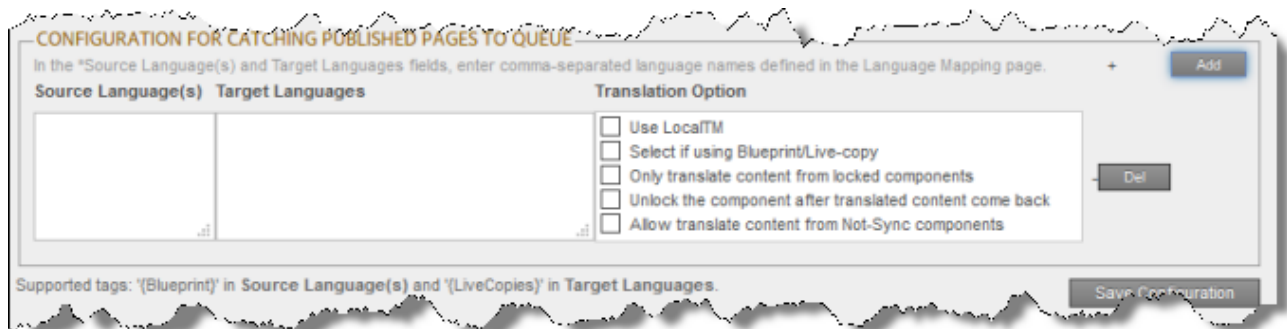 CONFIGURATION FOR CATCHING PUBLISHED PAGES TO QUEUE
In the *Source Language(s) and Target Languages fields, enter comma-separated language names defined in the Language Mapping page. + Add
Source Language(s) Target Languages Translation Option
Use LocalTM
Select if using Blueprint/Live-copy
Only translate content from locked components
- Del
Unlock the component after translated content come back
Allow translate content from Not-Sync components
Supported tags: '{Blueprint}' in Source Language(s) and '{LiveCopies}' in Target Languages.
Save Configuration